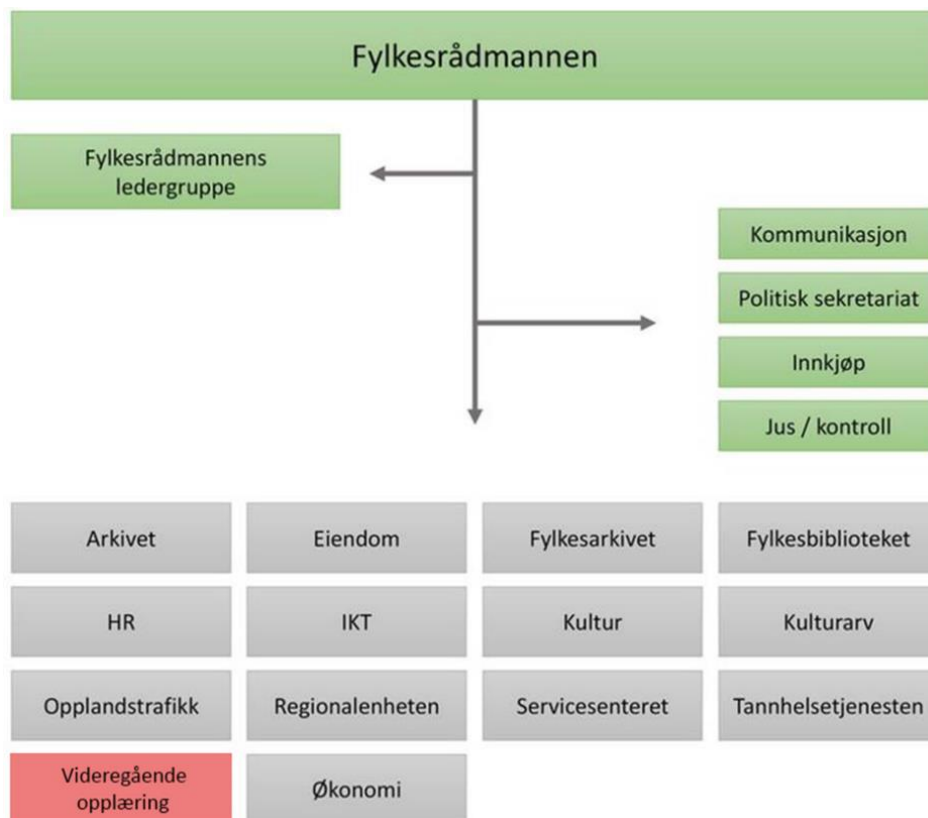 Fylkesrådmannen
Fylkesrådmannens
ledergruppe
Kommunikasjon
Politisk sekretariat
Innkjøp
Jus / kontroll
Arkivet
Eiendom
Fylkesarkivet
Fylkesbiblioteket
HR
IKT
Kultur
Kulturarv
Opplandstrafikk
Regionalenheten
Servicesenteret
Tannhelsetjenesten
Videregående
opplæring
Økonomi